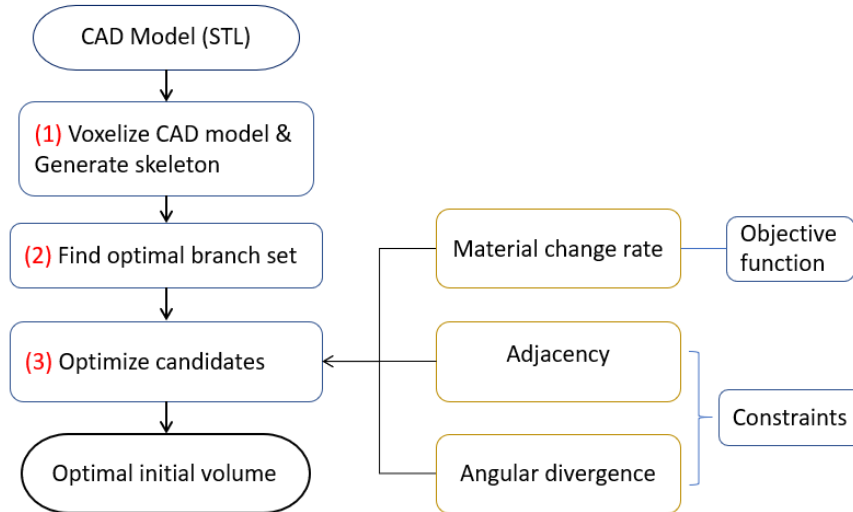 CAD Model (STL)
(1) Voxelize CAD model &
Generate skeleton
(2) Find optimal branch set
(3) Optimize candidates
Optimal initial volume
Material change rate
Objective
function
Adjacency
Constraints
Angular divergence